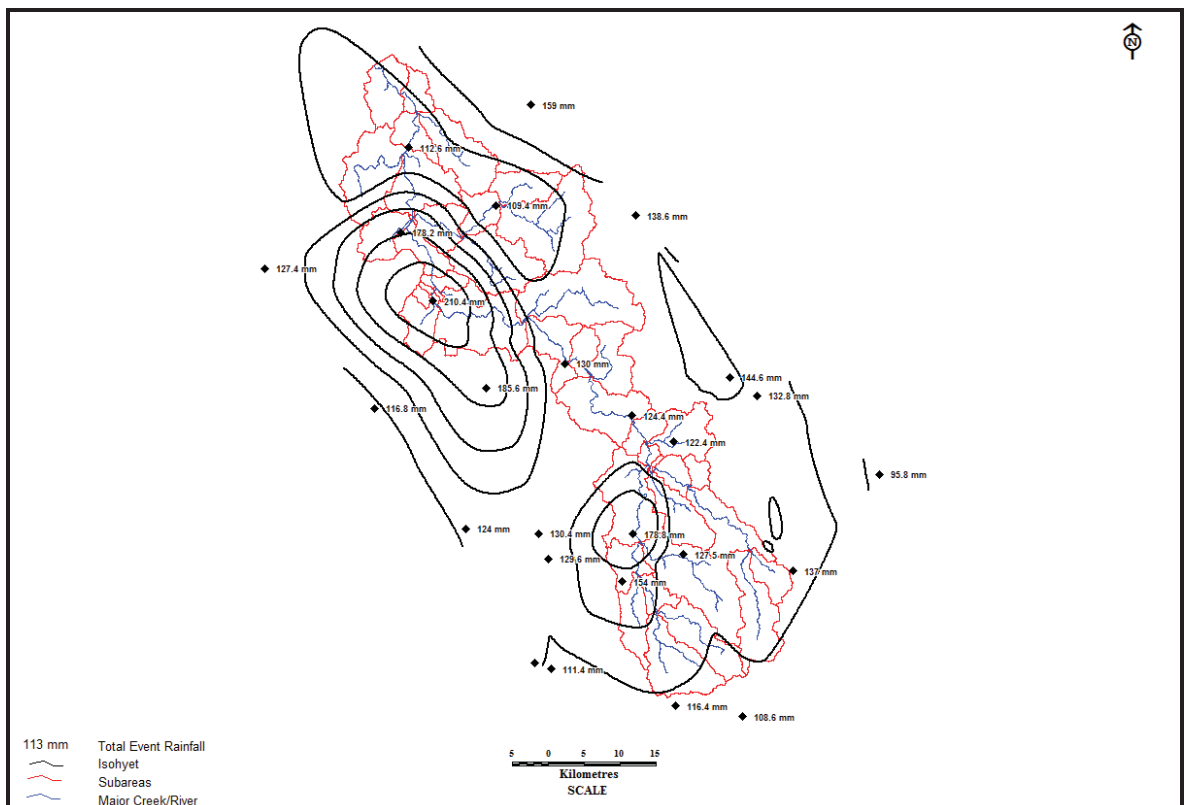 N
159 mm
112.6 mm
109.4 mm
138.6 mm
178.2 mm
127.4 mm
210.4 mm
130 mm
144.6 mm
185.6 mm
132.8 mm
116.8 mm
124.4 mm
122.4 mm
95.8 mm
124 mm
130.4 mm
178.8 mm
129.6 mm
127.5 mm
137 mm
154 mm
111.4 mm
116.4 mm
108.6 mm
113 mm Total Event Rainfall
Isohyet
Subareas
Major Creek/River
5 0 5 10 15
Kilometres
SCALE